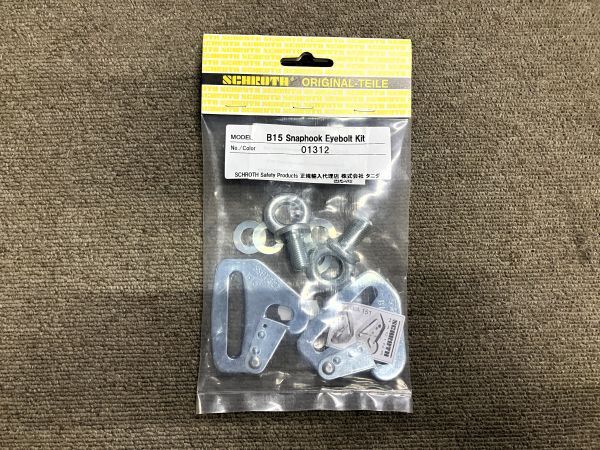 SCHROTH ORIGINAL-TEILE
MODEL B15 Snaphook Eyebolt Kit
No./Color 01312
SCHROTH Safety Products 正規輸入代理店 株式会社 タニダ
SCHROTH